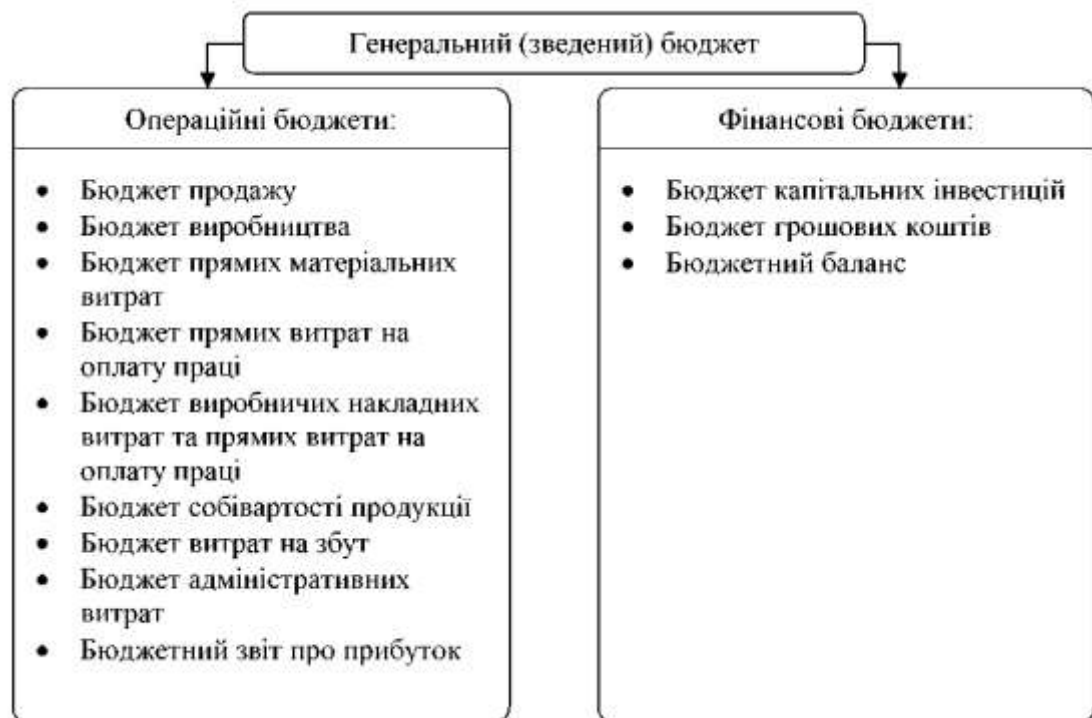 Генеральний (зведений) бюджет
Операційні бюджети:
• Бюджет продажу
• Бюджет виробництва
• Бюджет прямих матеріальних
витрат
• Бюджет прямих витрат на
оплату праці
• Бюджет виробничих накладних
витрат та прямих витрат на
оплату праці
• Бюджет собівартості продукції
• Бюджет витрат на збут
• Бюджет адміністративних
витрат
• Бюджетний звіт про прибуток
Фінансові бюджети:
• Бюджет капітальних інвестицій
• Бюджет грошових коштів
• Бюджетний баланс